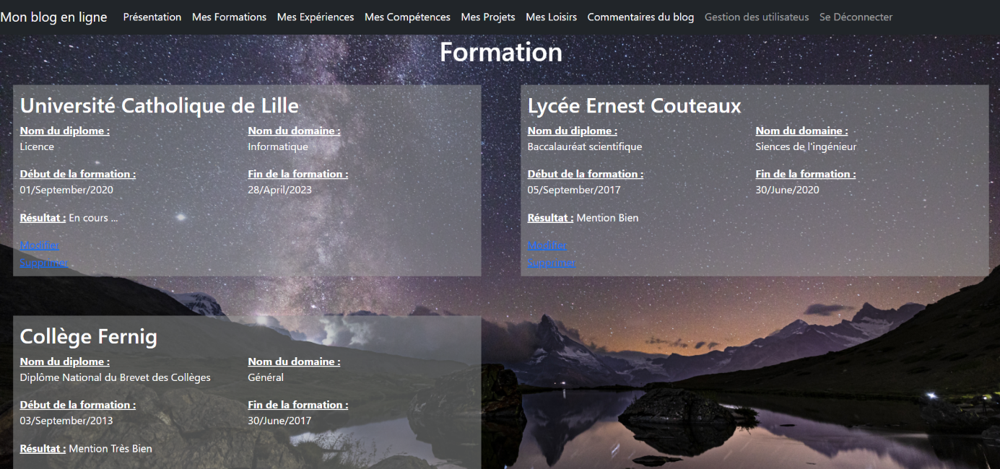 Mon blog en ligne Présentation Mes Formations Mes Expériences Mes Compétences Mes Projets Mes Loisirs Commentaires du blog Gestion des utilisateus Se Déconnecter
Formation
Université Catholique de Lille
Nom du diplome : Nom du domaine :
Licence Informatique
Début de la formation : Fin de la formation :
01/September/2020 28/April/2023
Résultat : En cours ...
Modifier
Supprimer
Lycée Ernest Couteaux
Nom du diplome : Nom du domaine :
Baccalauréat scientifique Siences de l'ingénieur
Début de la formation : Fin de la formation :
05/September/2017 30/June/2020
Résultat : Mention Bien
Modifier
Supprimer
Collège Fernig
Nom du diplome : Nom du domaine :
Diplôme National du Brevet des Collèges Général
Début de la formation : Fin de la formation :
03/September/2013 30/June/2017
Résultat : Mention Très Bien